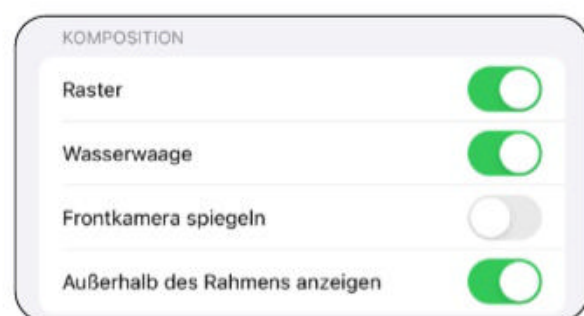 KOMPOSITION
Raster
Wasserwaage
Frontkamera spiegeln
Außerhalb des Rahmens anzeigen